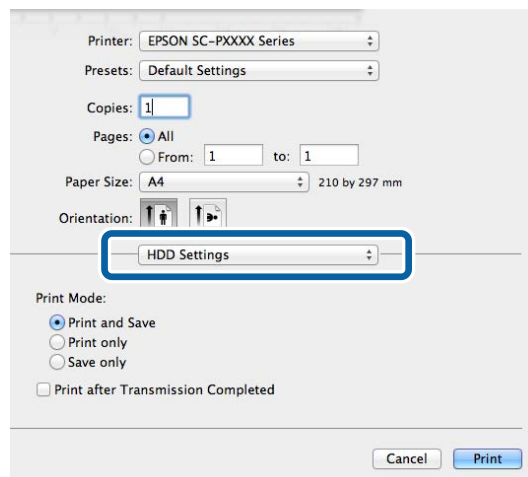 Printer: EPSON SC-PXXXX Series
Presets: Default Settings
Copies: 1
Pages: All
From: 1 to: 1
Paper Size: A4 210 by 297 mm
Orientation:
HDD Settings
Print Mode:
Print and Save
Print only
Save only
Print after Transmission Completed
Cancel Print